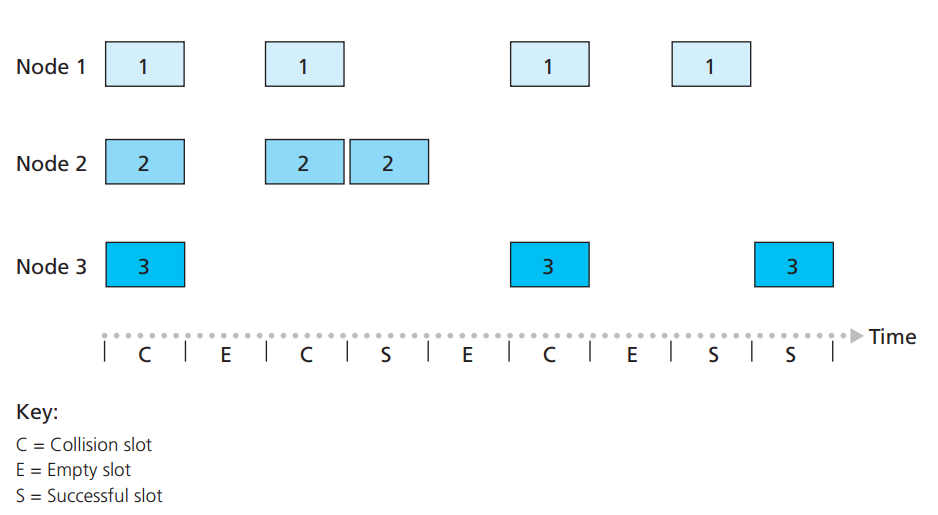 Node 1 1 1 1 1
Node 2 2 2 2
Node 3 3 3 3
Time
C E C S E C E S S
Key:
C = Collision slot
E = Empty slot
S = Successful slot